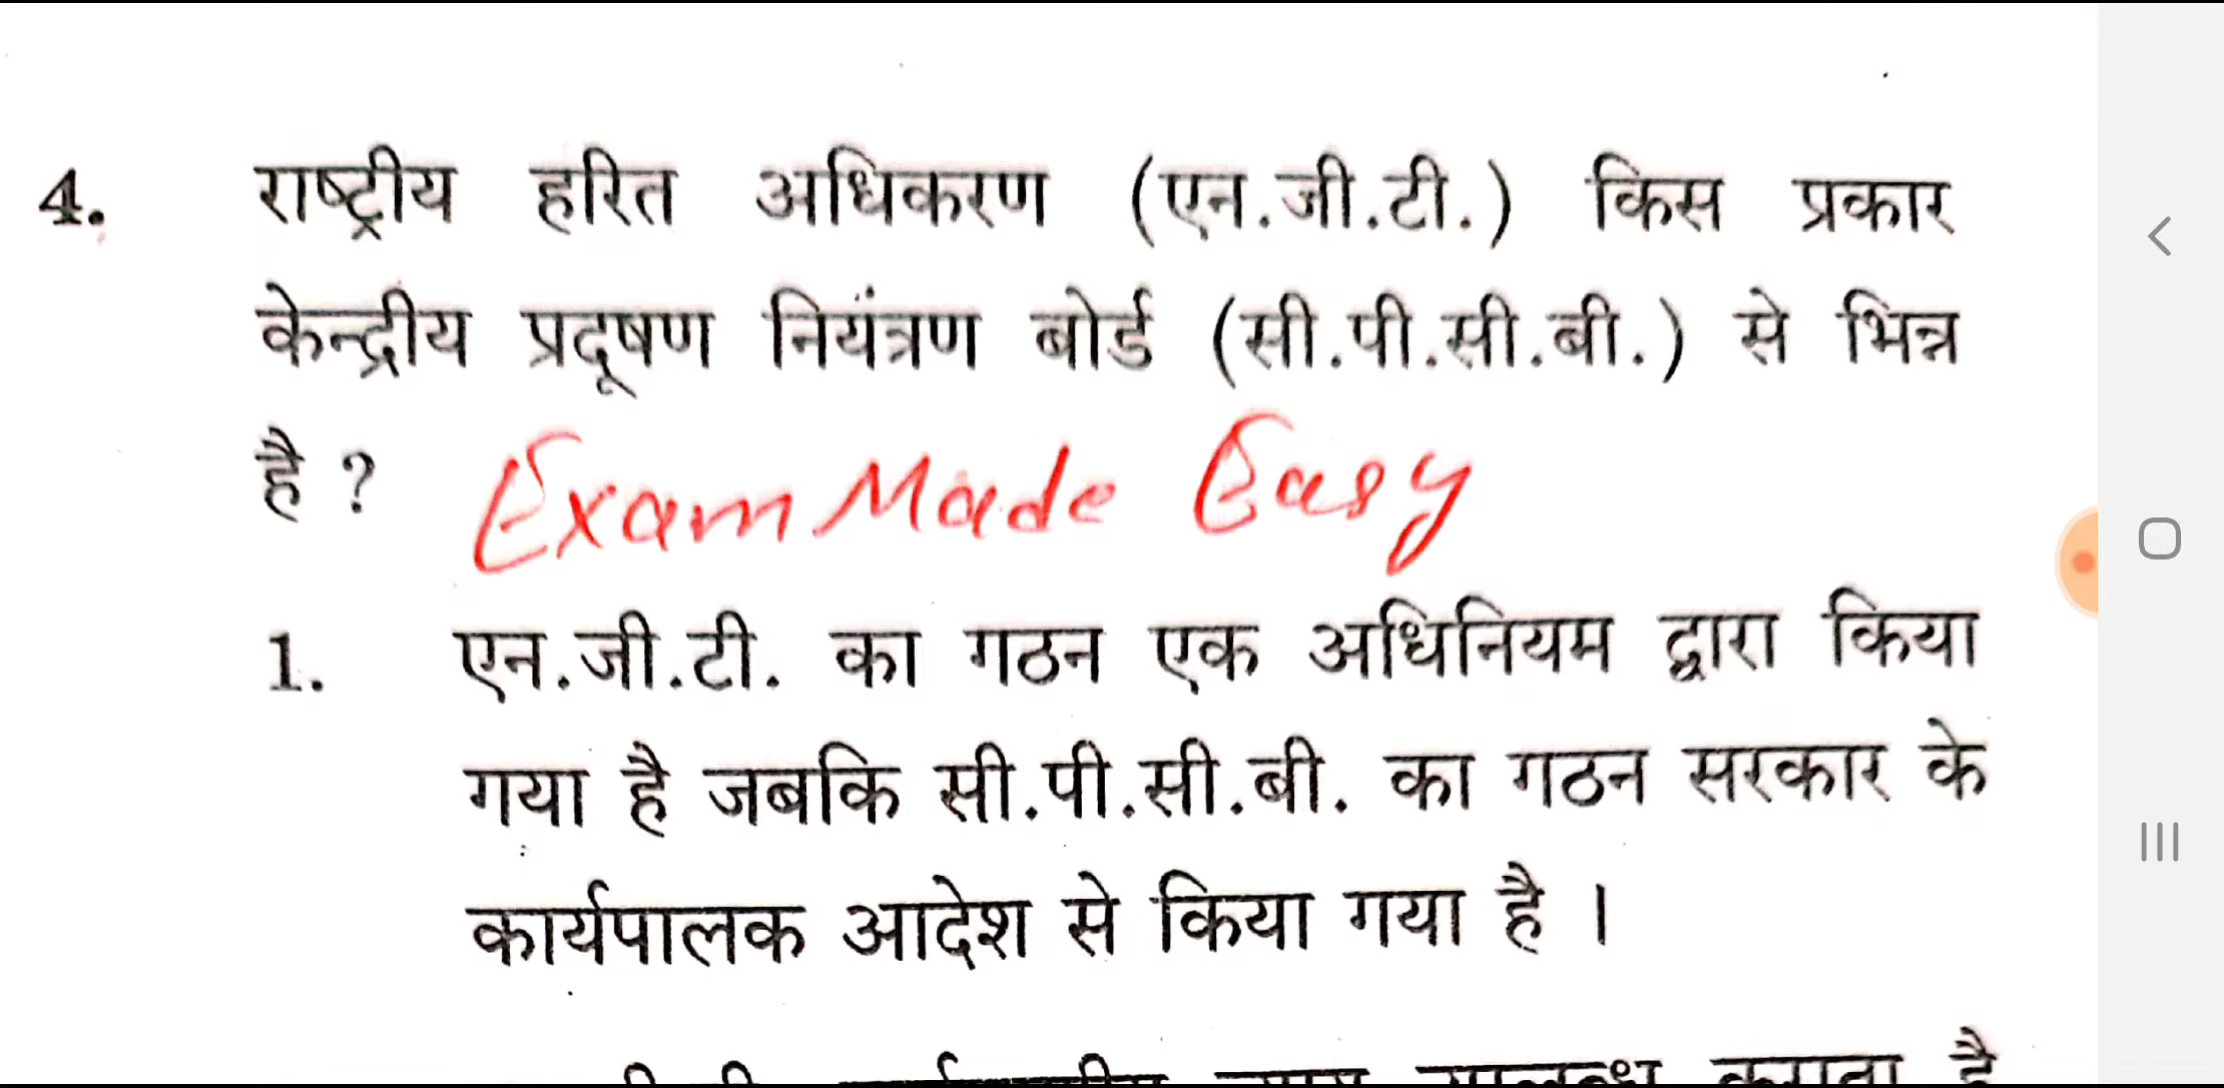 4. राष्ट्रीय हरित अधिकरण (एन.जी.टी.) किस प्रकार
केन्द्रीय प्रदूषण नियंत्रण बोर्ड (सी.पी.सी.बी.) से भिन्न
है ? Exam Made Easy
1. एन.जी.टी. का गठन एक अधिनियम द्वारा किया
गया है जबकि सी.पी.सी.बी. का गठन सरकार के
कार्यपालक आदेश से किया गया है ।
है